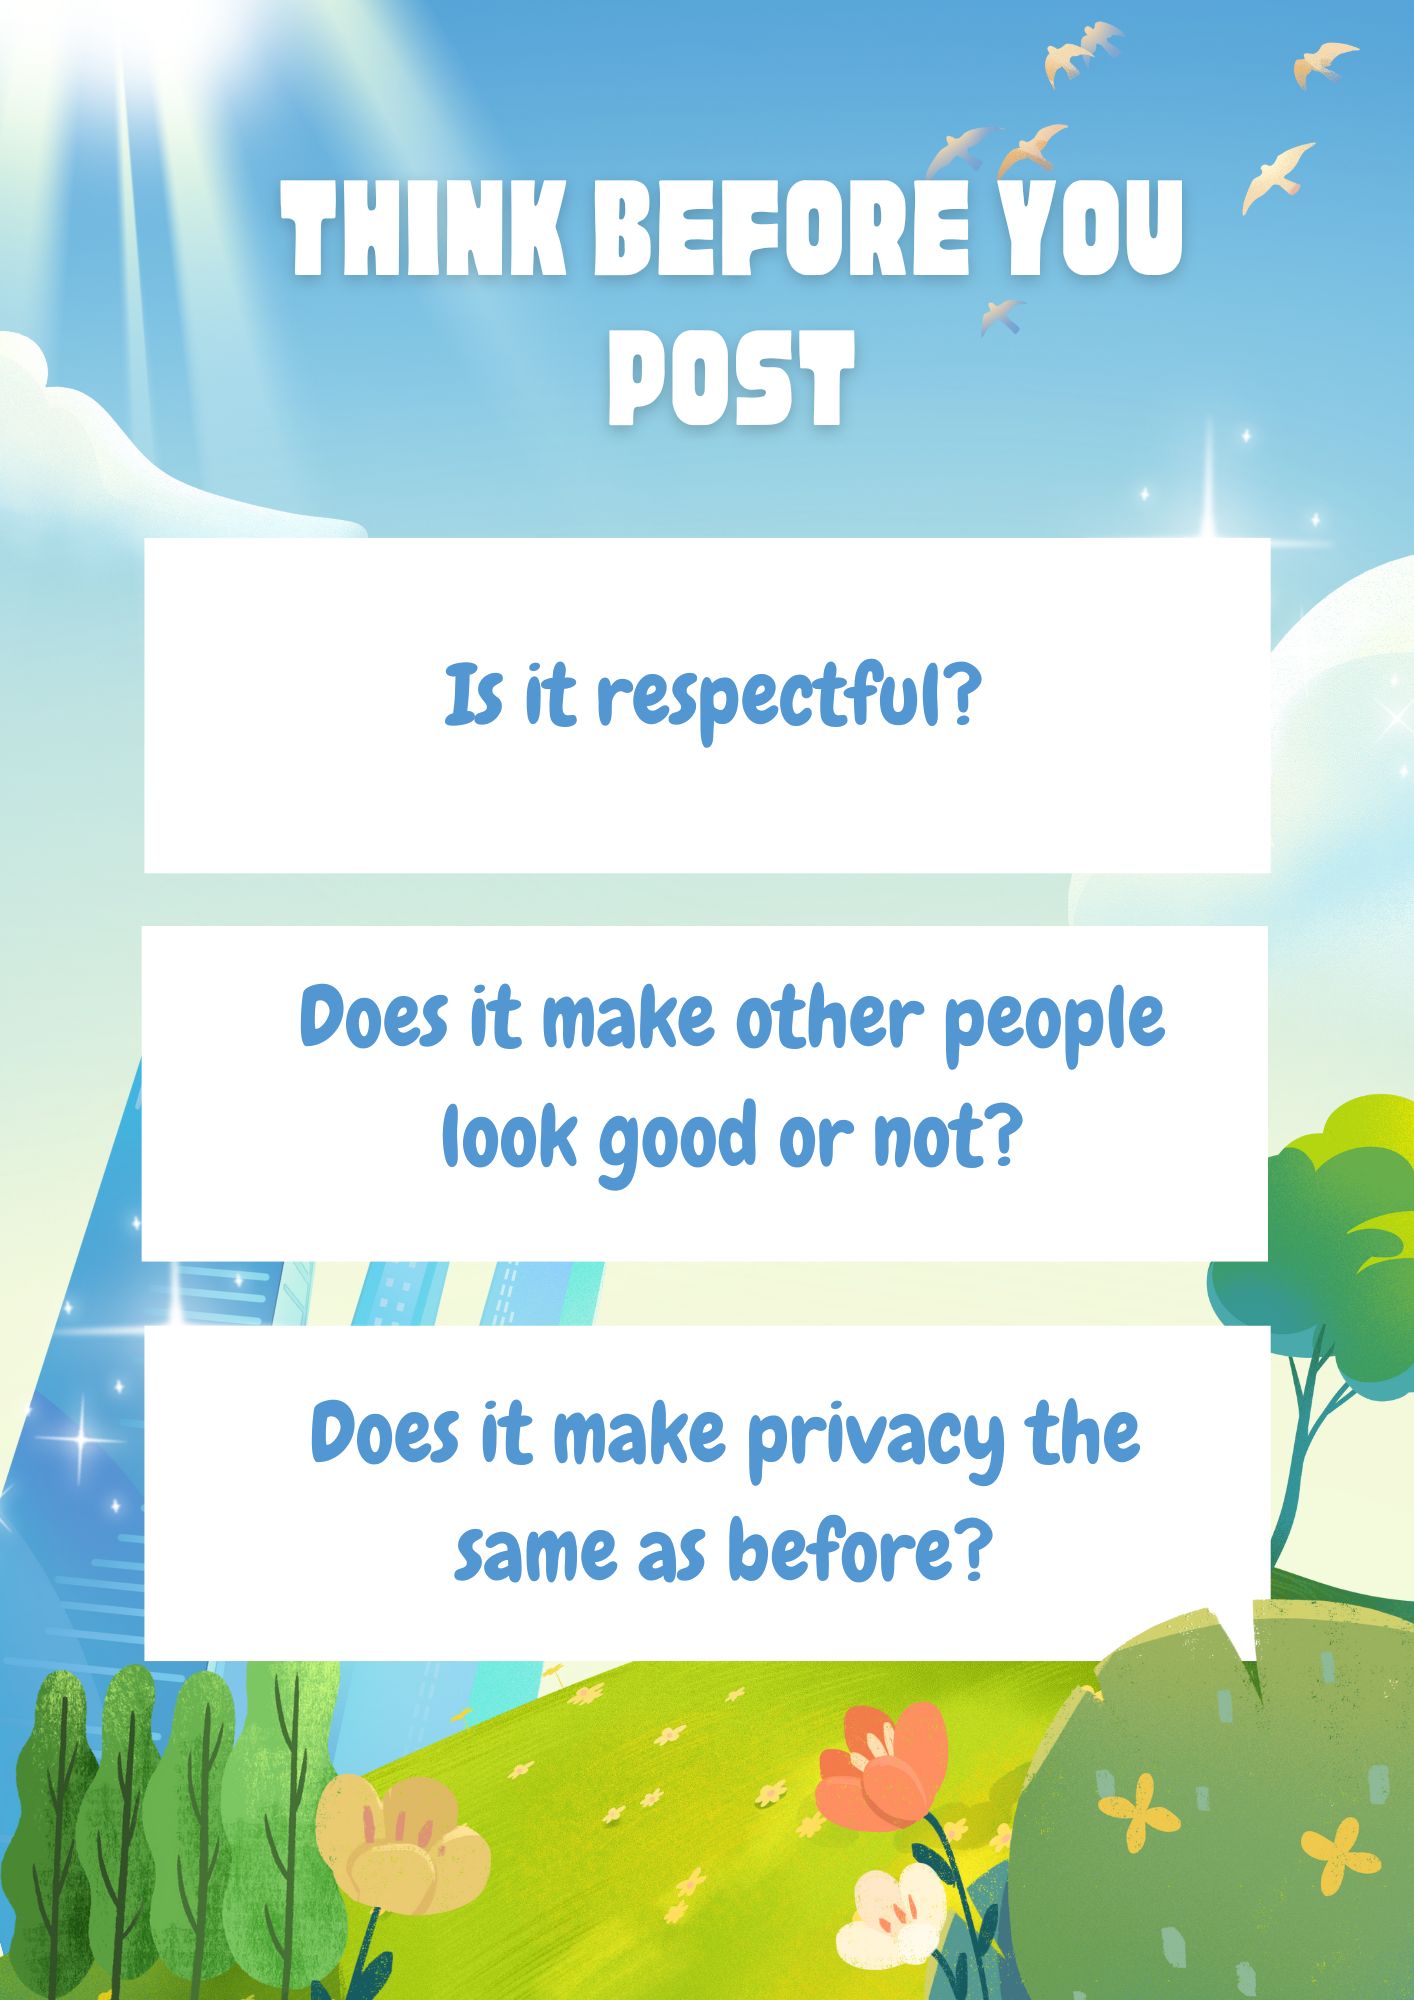 THINK BEFORE YOU
POST
Is it respectful?
Does it make other people
look good or not?
Does it make privacy the
same as before?